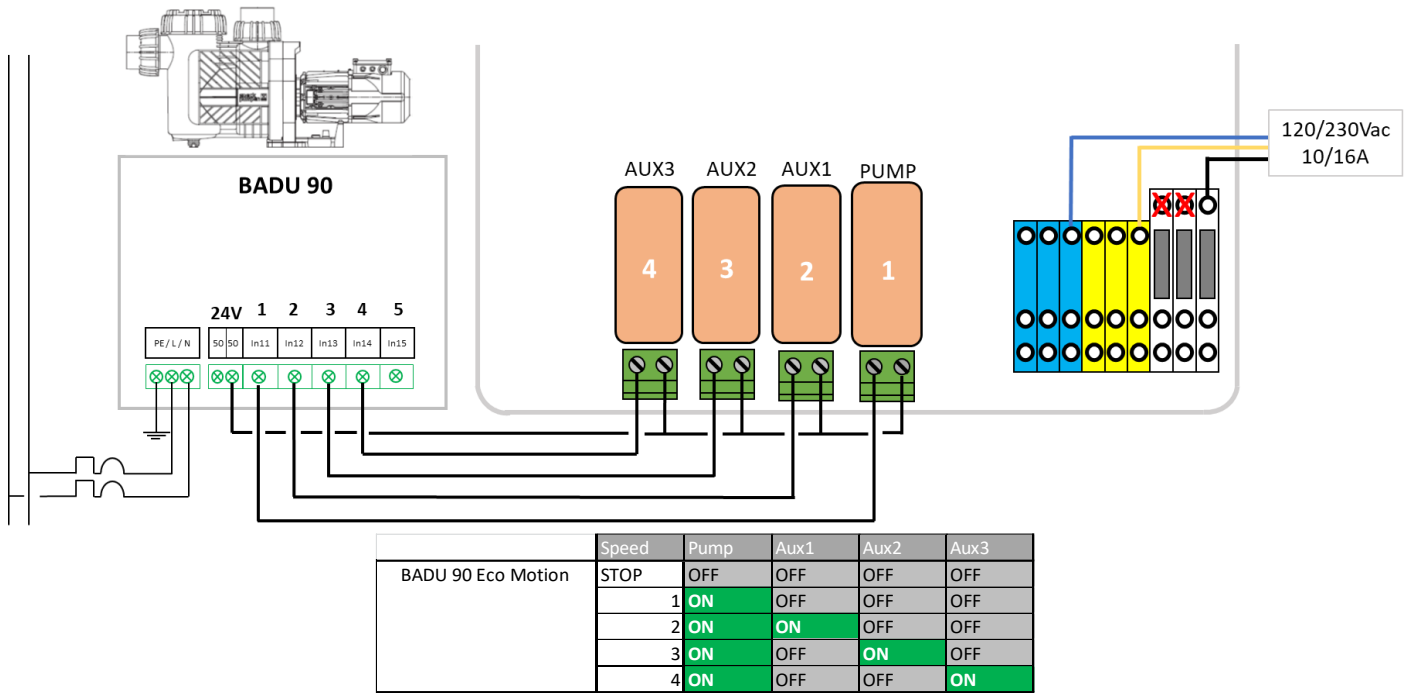 120/230Vac
10/16A
AUX3 AUX2 AUX1 PUMP
BADU 90
4 3 2 1
24V 1 2 3 4 5
PE / L / N 50 50 In11 In12 In13 In14 In15
Speed Pump Aux1 Aux2 Aux3
BADU 90 Eco Motion STOP OFF OFF OFF OFF
1 ON OFF OFF OFF
2 ON ON OFF OFF
3 ON OFF ON OFF
4 ON OFF OFF ON